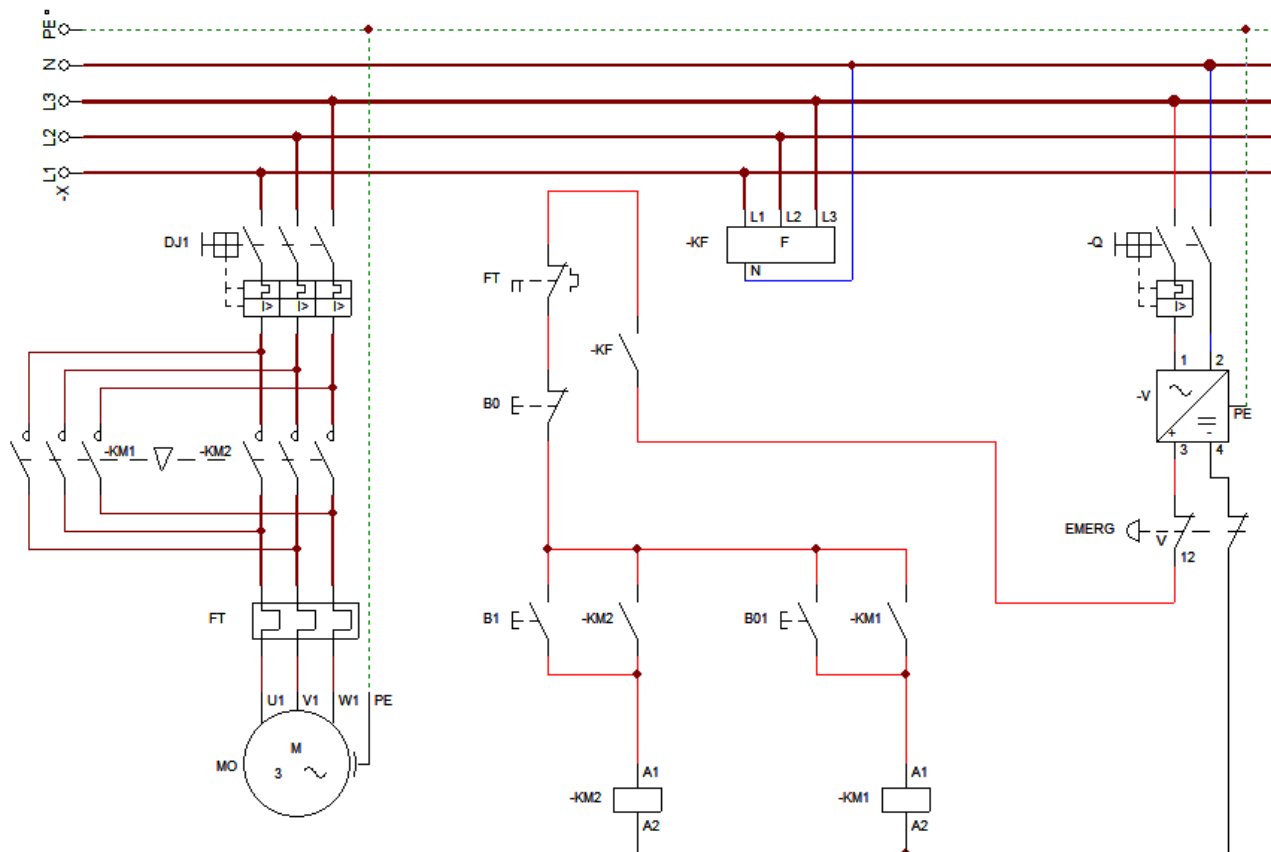 PE
N
L3
L2
L1
-X
DJ1
I> I> I>
-KM1 -KM2
FT
U1 V1 W1 PE
MO
M
3
FT
B0
-KF
L1 L2 L3
-KF F
N
-Q
I>
1 2
-V
PE
+ -
3 4
EMERG V
12
B1 -KM2 B01 -KM1
A1 A1
-KM2 -KM1
A2 A2